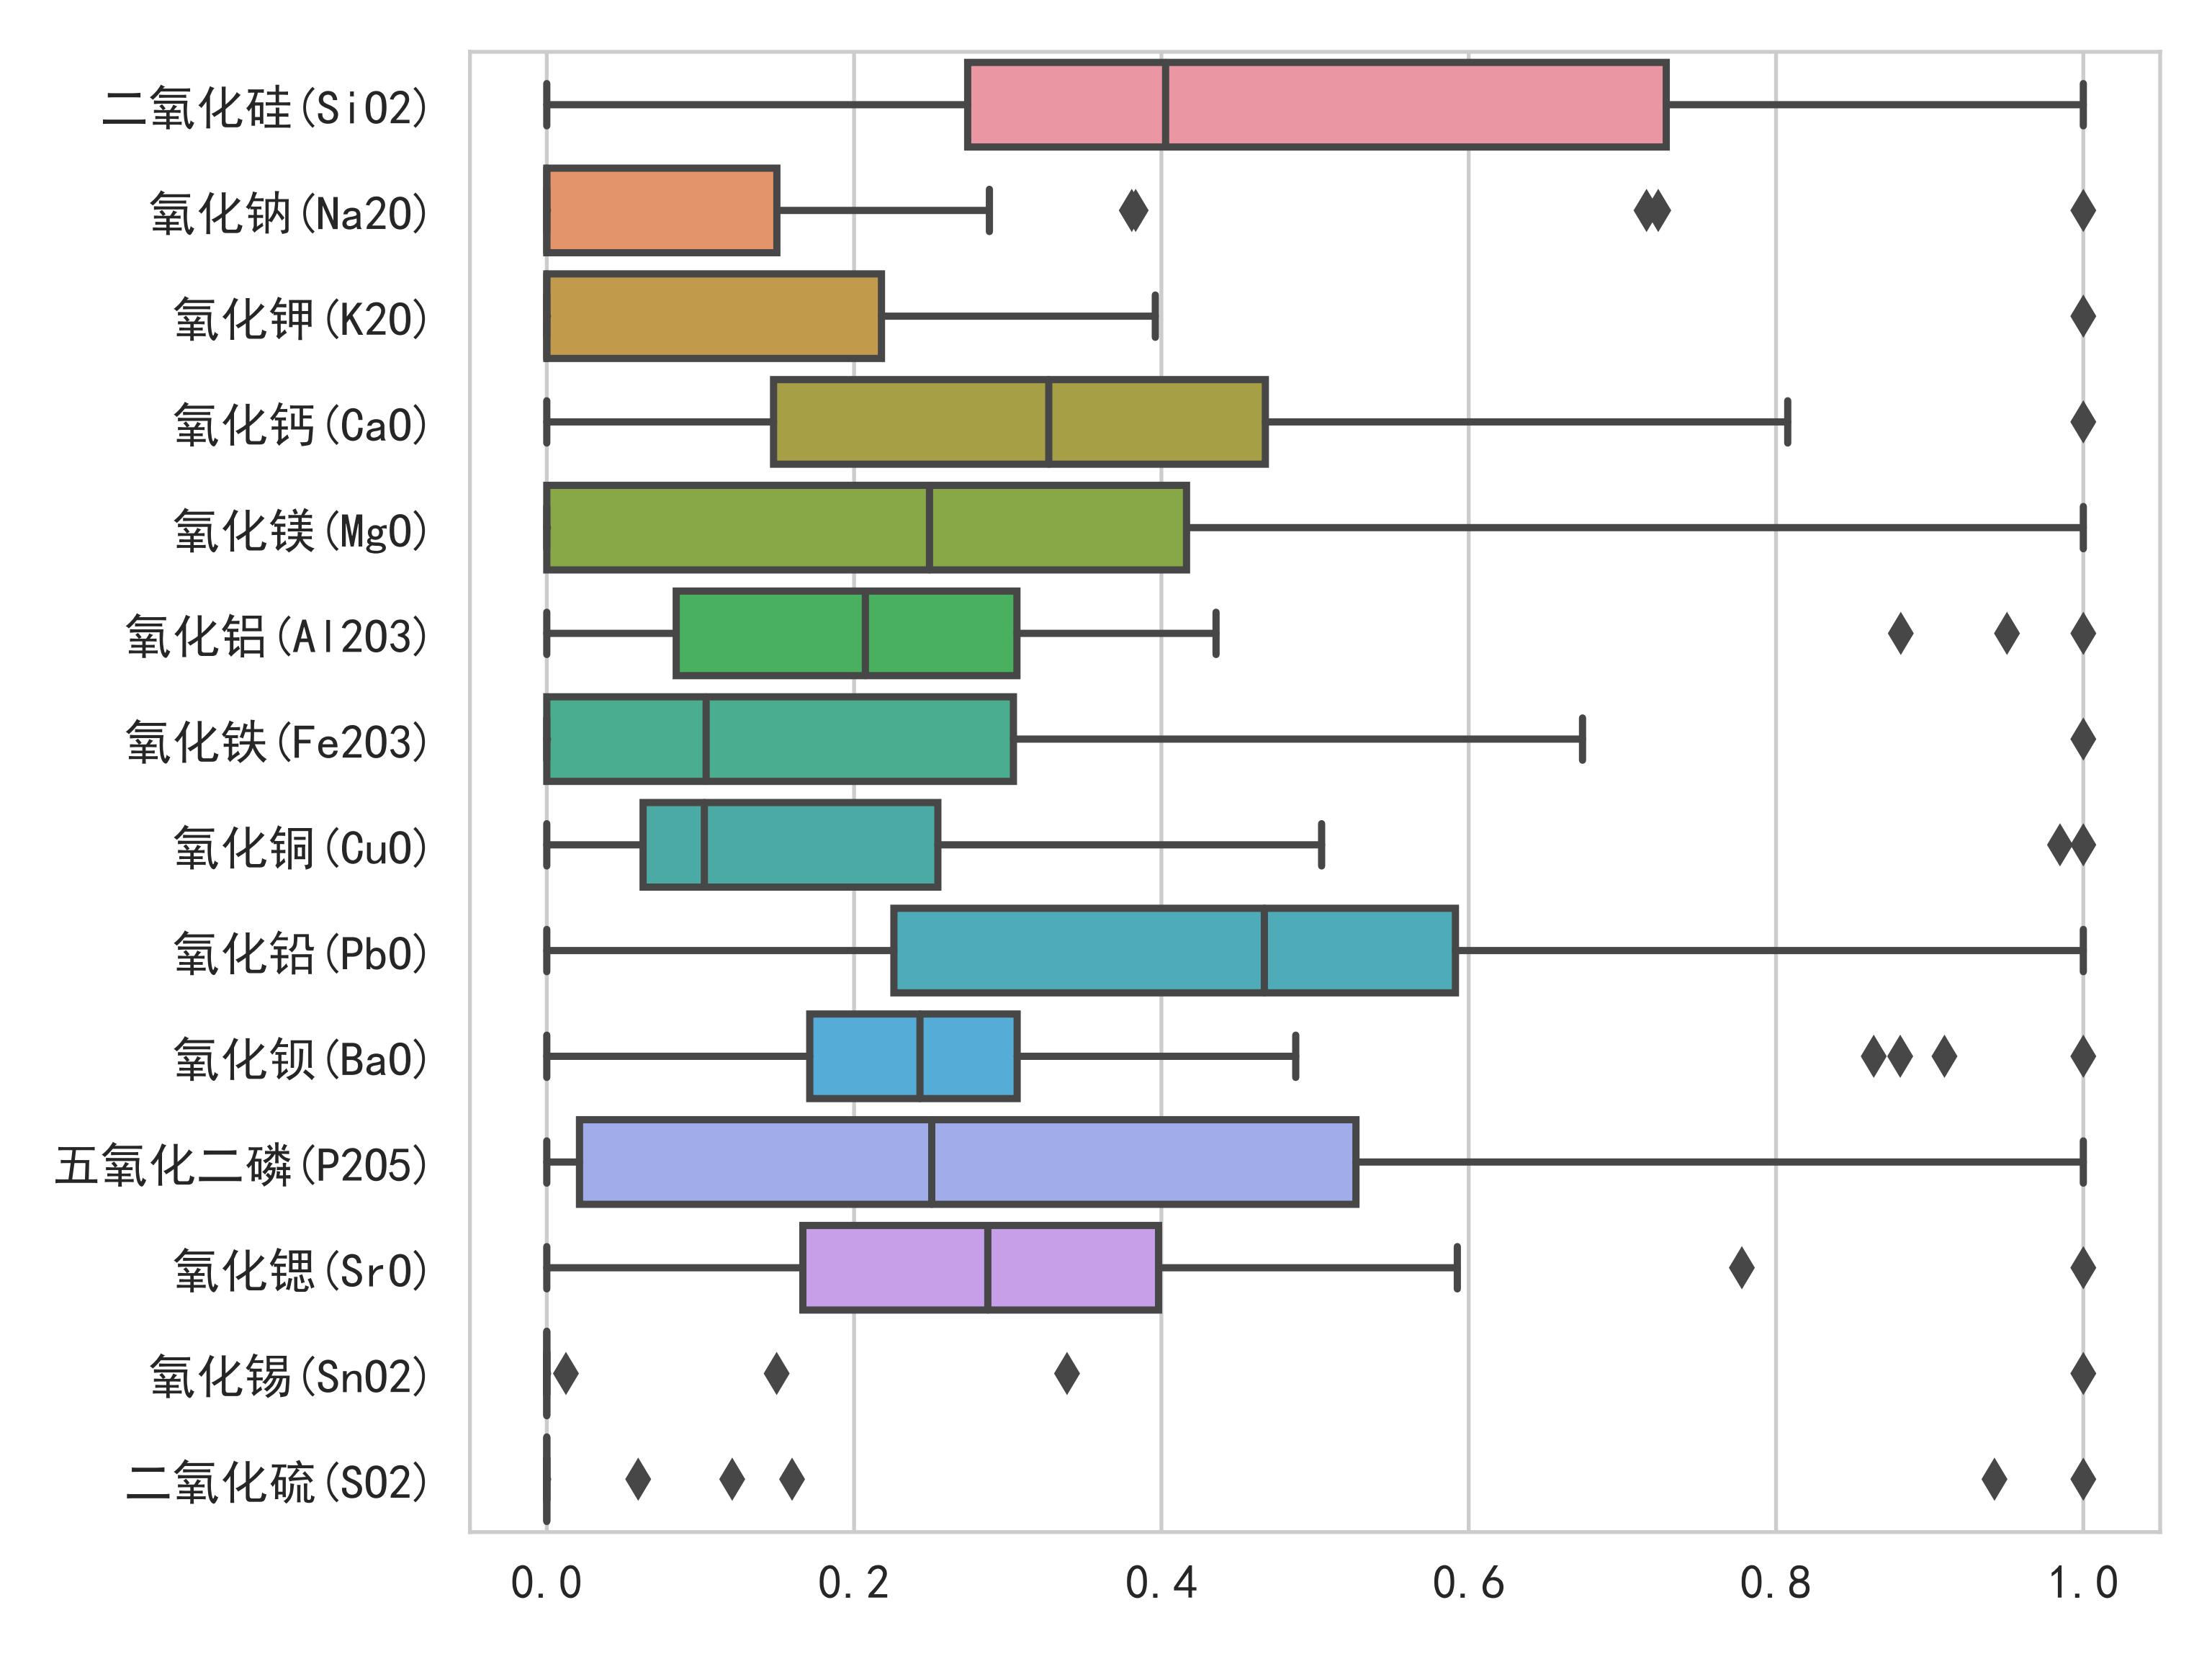 二氧化硅(SiO2)
氧化钠(Na2O)
氧化钾(K2O)
氧化钙(CaO)
氧化镁(MgO)
氧化铝(Al2O3)
氧化铁(Fe2O3)
氧化铜(CuO)
氧化铅(PbO)
氧化钡(BaO)
五氧化二磷(P2O5)
氧化锶(SrO)
氧化锡(SnO2)
二氧化硫(SO2)
0.0 0.2 0.4 0.6 0.8 1.0